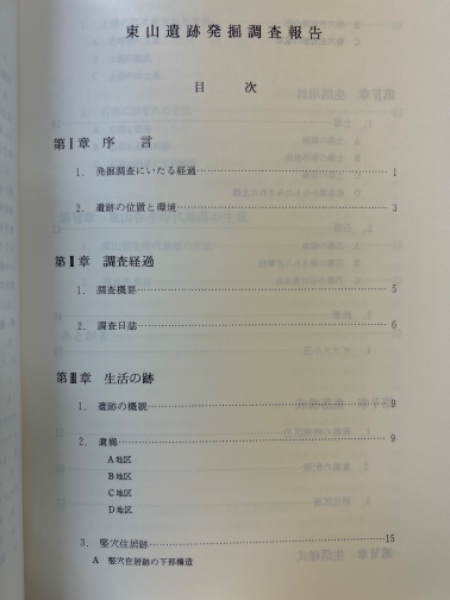 東山遺跡発掘調査報告
目 次
第Ⅰ章 序 言
1. 発掘調査にいたる経過……1
2. 遺跡の位置と環境……3
第Ⅱ章 調査経過
1. 調査概要……5
2. 調査日誌……6
第Ⅲ章 生活の跡
1. 遺跡の概観……9
2. 遺構……9
A地区
B地区
C地区
D地区
3. 竪穴住居跡……15
A 竪穴住居跡の下部構造